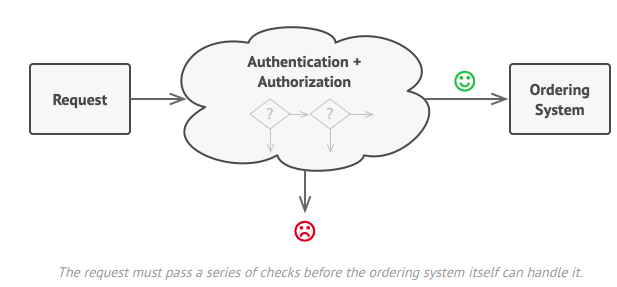 Request
Authentication +
Authorization
? ?
Ordering
System
The request must pass a series of checks before the ordering system itself can handle it.